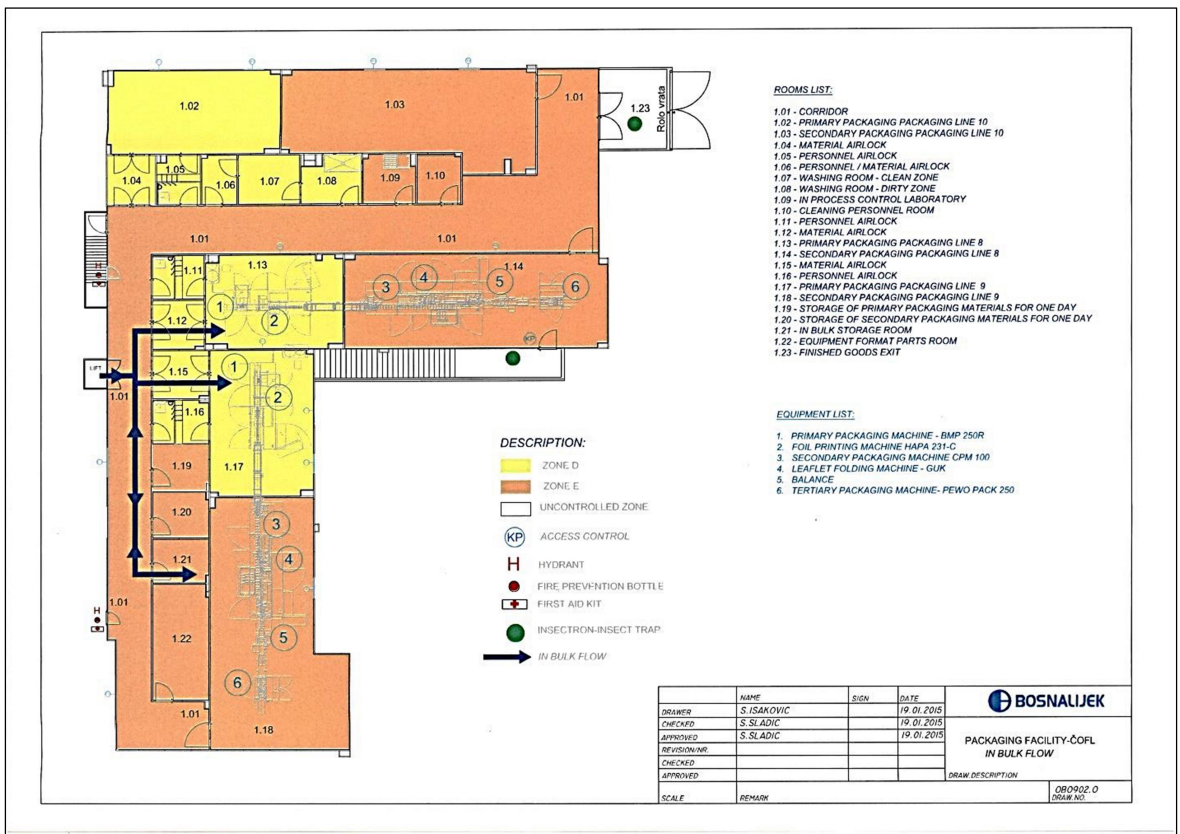 1.02
1.03
1.01
1.23
Rolo vrata
1.04
1.05
1.06
1.07
1.08
1.09
1.10
1.01
1.01
H
1.11
1.13
1.14
1
2
3
4
5
6
1.12
KP
LIFT
1.01
1.15
1
2
1.16
1.17
1.19
1.20
3
1.21
4
1.01
H
1.22
5
6
1.01
1.18
ROOMS LIST:
1.01 - CORRIDOR
1.02 - PRIMARY PACKAGING PACKAGING LINE 10
1.03 - SECONDARY PACKAGING PACKAGING LINE 10
1.04 - MATERIAL AIRLOCK
1.05 - PERSONNEL AIRLOCK
1.06 - PERSONNEL / MATERIAL AIRLOCK
1.07 - WASHING ROOM - CLEAN ZONE
1.08 - WASHING ROOM - DIRTY ZONE
1.09 - IN PROCESS CONTROL LABORATORY
1.10 - CLEANING PERSONNEL ROOM
1.11 - PERSONNEL AIRLOCK
1.12 - MATERIAL AIRLOCK
1.13 - PRIMARY PACKAGING PACKAGING LINE 8
1.14 - SECONDARY PACKAGING PACKAGING LINE 8
1.15 - MATERIAL AIRLOCK
1.16 - PERSONNEL AIRLOCK
1.17 - PRIMARY PACKAGING PACKAGING LINE 9
1.18 - SECONDARY PACKAGING PACKAGING LINE 9
1.19 - STORAGE OF PRIMARY PACKAGING MATERIALS FOR ONE DAY
1.20 - STORAGE OF SECONDARY PACKAGING MATERIALS FOR ONE DAY
1.21 - IN BULK STORAGE ROOM
1.22 - EQUIPMENT FORMAT PARTS ROOM
1.23 - FINISHED GOODS EXIT
EQUIPMENT LIST:
1. PRIMARY PACKAGING MACHINE - BMP 250R
2. FOIL PRINTING MACHINE HAPA 231-C
3. SECONDARY PACKAGING MACHINE CPM 100
4. LEAFLET FOLDING MACHINE - GUK
5. BALANCE
6. TERTIARY PACKAGING MACHINE- PEWO PACK 250
DESCRIPTION:
ZONE D
ZONE E
UNCONTROLLED ZONE
KP ACCESS CONTROL
H HYDRANT
FIRE PREVENTION BOTTLE
FIRST AID KIT
INSECTRON-INSECT TRAP
IN BULK FLOW
NAME SIGN DATE
DRAWER S.ISAKOVIC 19.01.2015
CHECKED S.SLADIC 19.01.2015
APPROVED S.SLADIC 19.01.2015
REVISION/NR.
CHECKED
APPROVED
SCALE REMARK
BOSNALIJEK
PACKAGING FACILITY-ČOFL
IN BULK FLOW
DRAW.DESCRIPTION
OBO902.0
DRAW.NO.